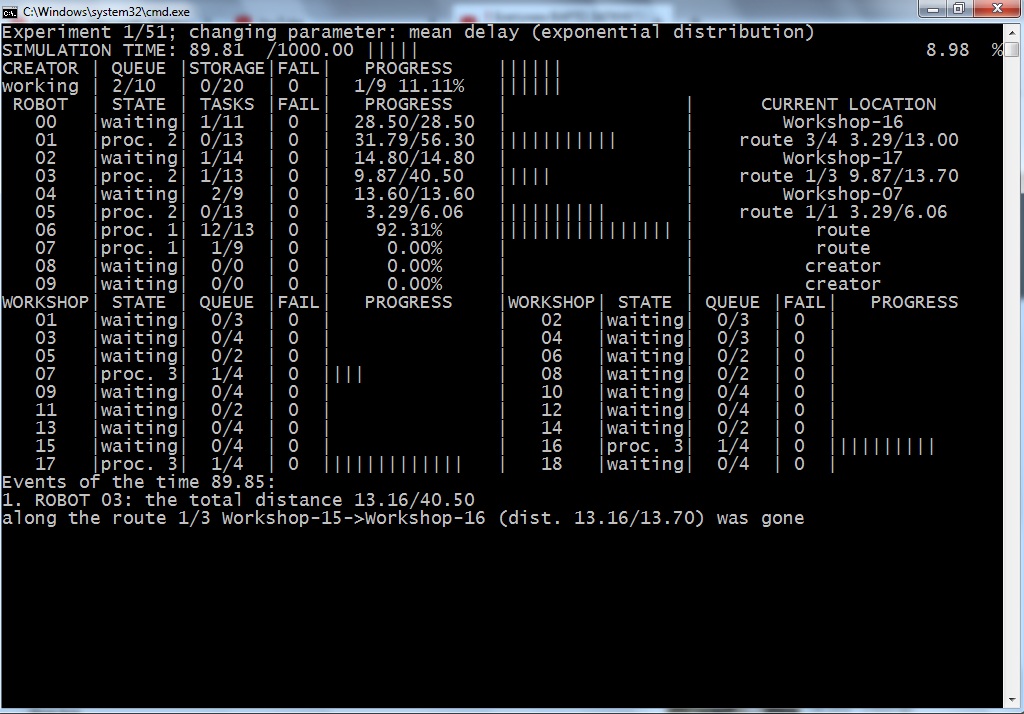 C:\Windows\system32\cmd.exe
Experiment 1/51; changing parameter: mean delay (exponential distribution)
SIMULATION TIME: 89.81 /1000.00 ||||| 8.98 %
CREATOR | QUEUE |STORAGE|FAIL| PROGRESS ||||||
working | 2/10 | 0/20 | 0 | 1/9 11.11% ||||||
ROBOT | STATE | TASKS |FAIL| PROGRESS | | CURRENT LOCATION
00 |waiting| 1/11 | 0 | 28.50/28.50 | | Workshop-16
01 |proc. 2| 0/13 | 0 | 31.79/56.30 ||||||||||| | route 3/4 3.29/13.00
02 |waiting| 1/14 | 0 | 14.80/14.80 | | Workshop-17
03 |proc. 2| 1/13 | 0 | 9.87/40.50 ||||| | route 1/3 9.87/13.70
04 |waiting| 2/9 | 0 | 13.60/13.60 | | Workshop-07
05 |proc. 2| 0/13 | 0 | 3.29/6.06 |||||||||| | route 1/1 3.29/6.06
06 |proc. 1| 12/13 | 0 | 92.31% |||||||||||||||| | route
07 |proc. 1| 1/9 | 0 | 0.00% | | route
08 |waiting| 0/0 | 0 | 0.00% | | creator
09 |waiting| 0/0 | 0 | 0.00% | | creator
WORKSHOP| STATE | QUEUE |FAIL| PROGRESS |WORKSHOP| STATE | QUEUE |FAIL| PROGRESS
01 |waiting| 0/3 | 0 | | 02 |waiting| 0/3 | 0 |
03 |waiting| 0/4 | 0 | | 04 |waiting| 0/3 | 0 |
05 |waiting| 0/2 | 0 | | 06 |waiting| 0/2 | 0 |
07 |proc. 3| 1/4 | 0 |||| | 08 |waiting| 0/2 | 0 |
09 |waiting| 0/4 | 0 | | 10 |waiting| 0/4 | 0 |
11 |waiting| 0/2 | 0 | | 12 |waiting| 0/4 | 0 |
13 |waiting| 0/4 | 0 | | 14 |waiting| 0/2 | 0 |
15 |waiting| 0/4 | 0 | | 16 |proc. 3| 1/4 | 0 ||||||||||
17 |proc. 3| 1/4 | 0 ||||||||||||| | 18 |waiting| 0/4 | 0 |
Events of the time 89.85:
1. ROBOT 03: the total distance 13.16/40.50
along the route 1/3 Workshop-15->Workshop-16 (dist. 13.16/13.70) was gone